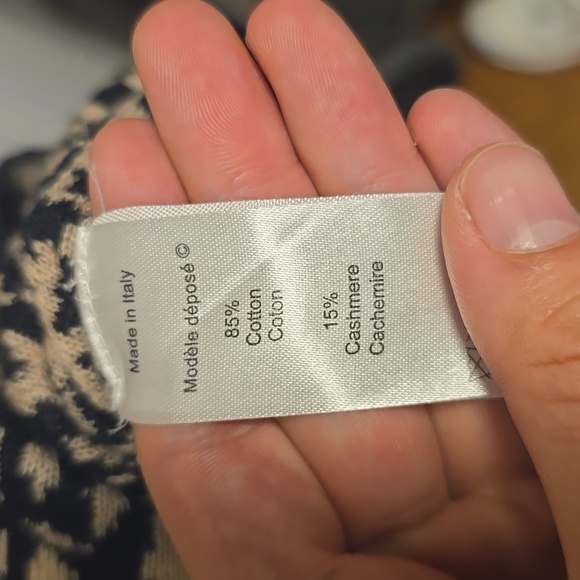 Made in Italy
Modèle déposé ©
85%
Cotton
Coton
15%
Cashmere
Cachemire